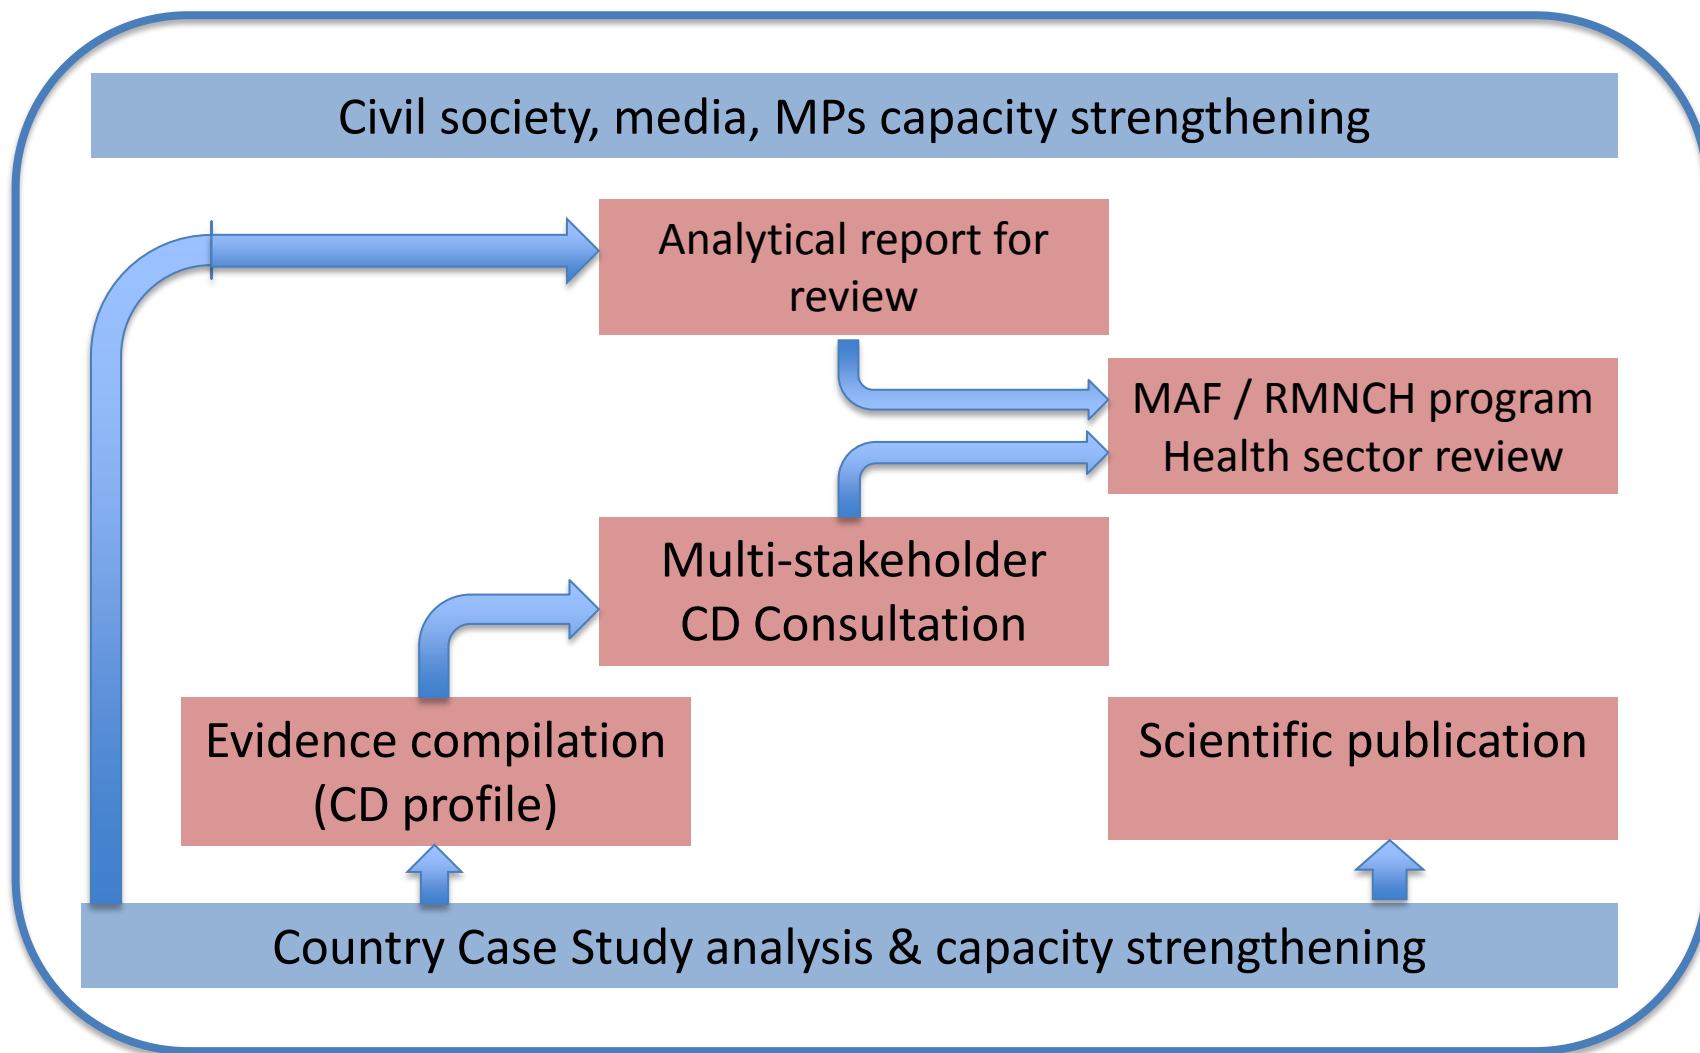 Civil society, media, MPs capacity strengthening
Analytical report for
review
MAF / RMNCH program
Health sector review
Multi-stakeholder
CD Consultation
Evidence compilation
(CD profile)
Scientific publication
Country Case Study analysis & capacity strengthening